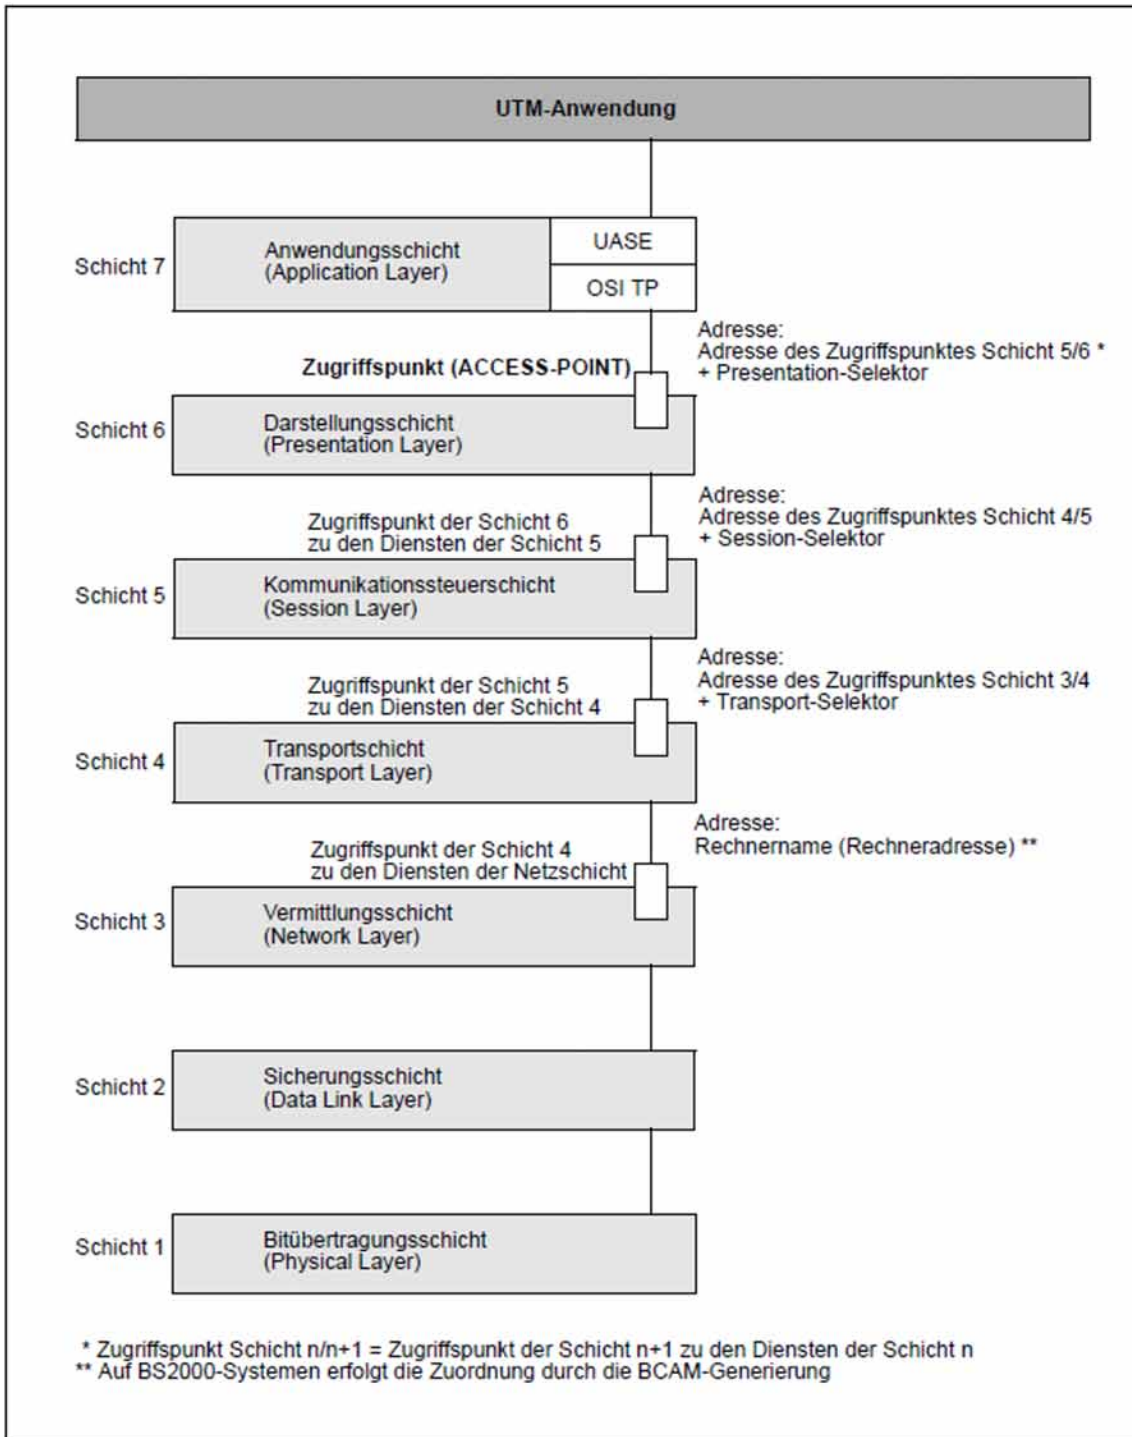 UTM-Anwendung
Schicht 7
Anwendungsschicht
(Application Layer)
UASE
OSI TP
Adresse:
Adresse des Zugriffspunktes Schicht 5/6 *
+ Presentation-Selektor
Zugriffspunkt (ACCESS-POINT)
Schicht 6
Darstellungsschicht
(Presentation Layer)
Adresse:
Adresse des Zugriffspunktes Schicht 4/5
+ Session-Selektor
Zugriffspunkt der Schicht 6
zu den Diensten der Schicht 5
Schicht 5
Kommunikationssteuerschicht
(Session Layer)
Adresse:
Adresse des Zugriffspunktes Schicht 3/4
+ Transport-Selektor
Zugriffspunkt der Schicht 5
zu den Diensten der Schicht 4
Schicht 4
Transportschicht
(Transport Layer)
Adresse:
Rechnername (Rechneradresse) **
Zugriffspunkt der Schicht 4
zu den Diensten der Netzschicht
Schicht 3
Vermittlungsschicht
(Network Layer)
Schicht 2
Sicherungsschicht
(Data Link Layer)
Schicht 1
Bitübertragungsschicht
(Physical Layer)
* Zugriffspunkt Schicht n/n+1 = Zugriffspunkt der Schicht n+1 zu den Diensten der Schicht n
** Auf BS2000-Systemen erfolgt die Zuordnung durch die BCAM-Generierung